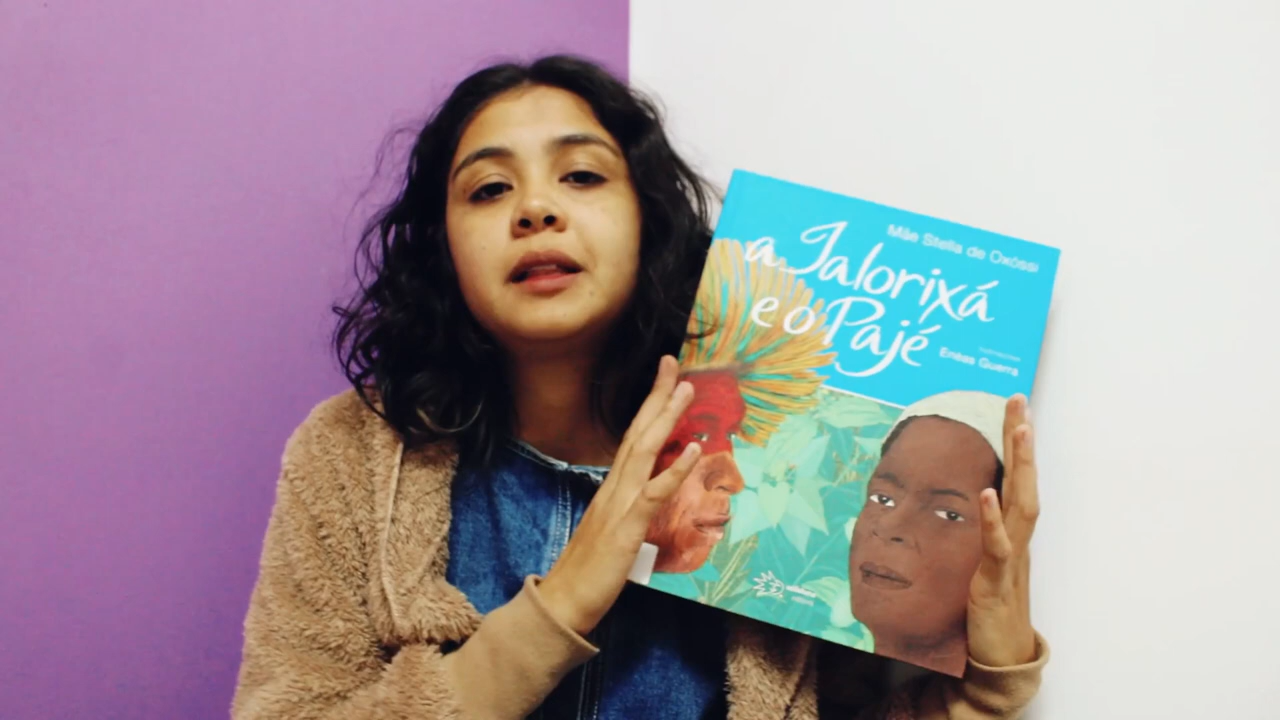 Mãe Stella de Oxóssi
a Ialorixá
e o Pajé
Enéas Guerra